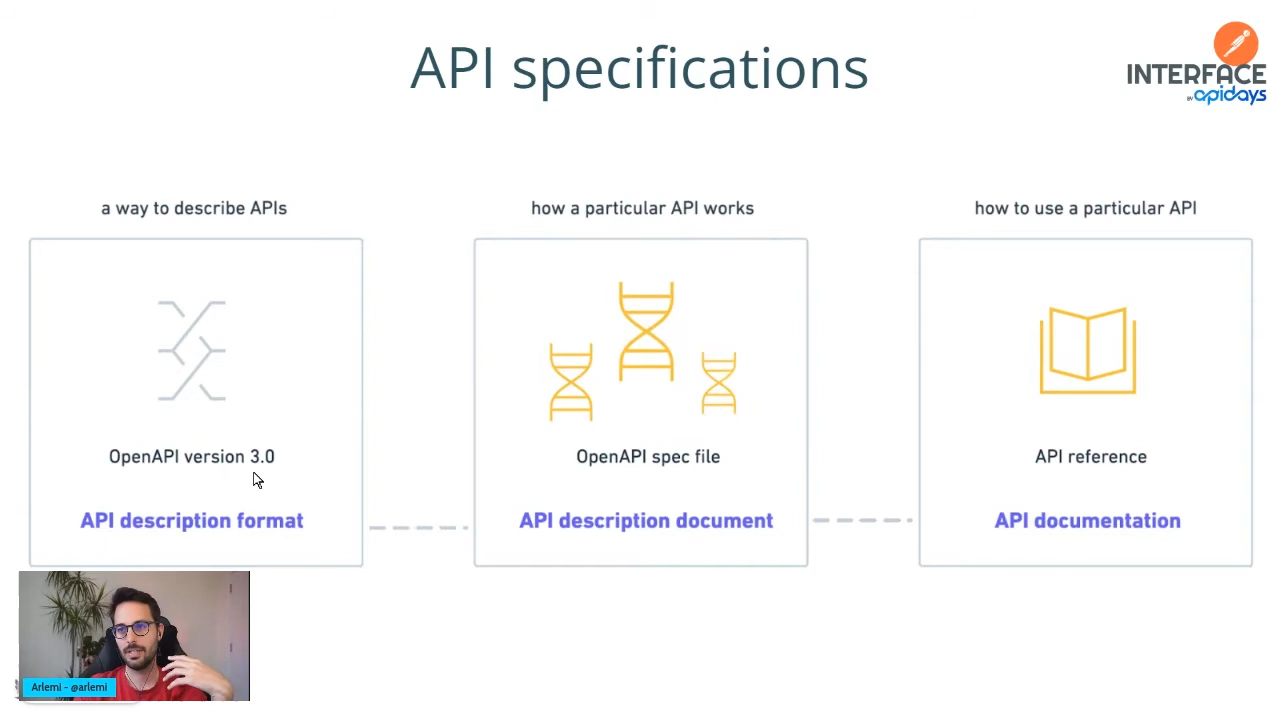 API specifications
INTERFACE
BY apidays
a way to describe APIs
how a particular API works
how to use a particular API
OpenAPI version 3.0
OpenAPI spec file
API reference
API description format
API description document
API documentation
Arlemi - @arlemi